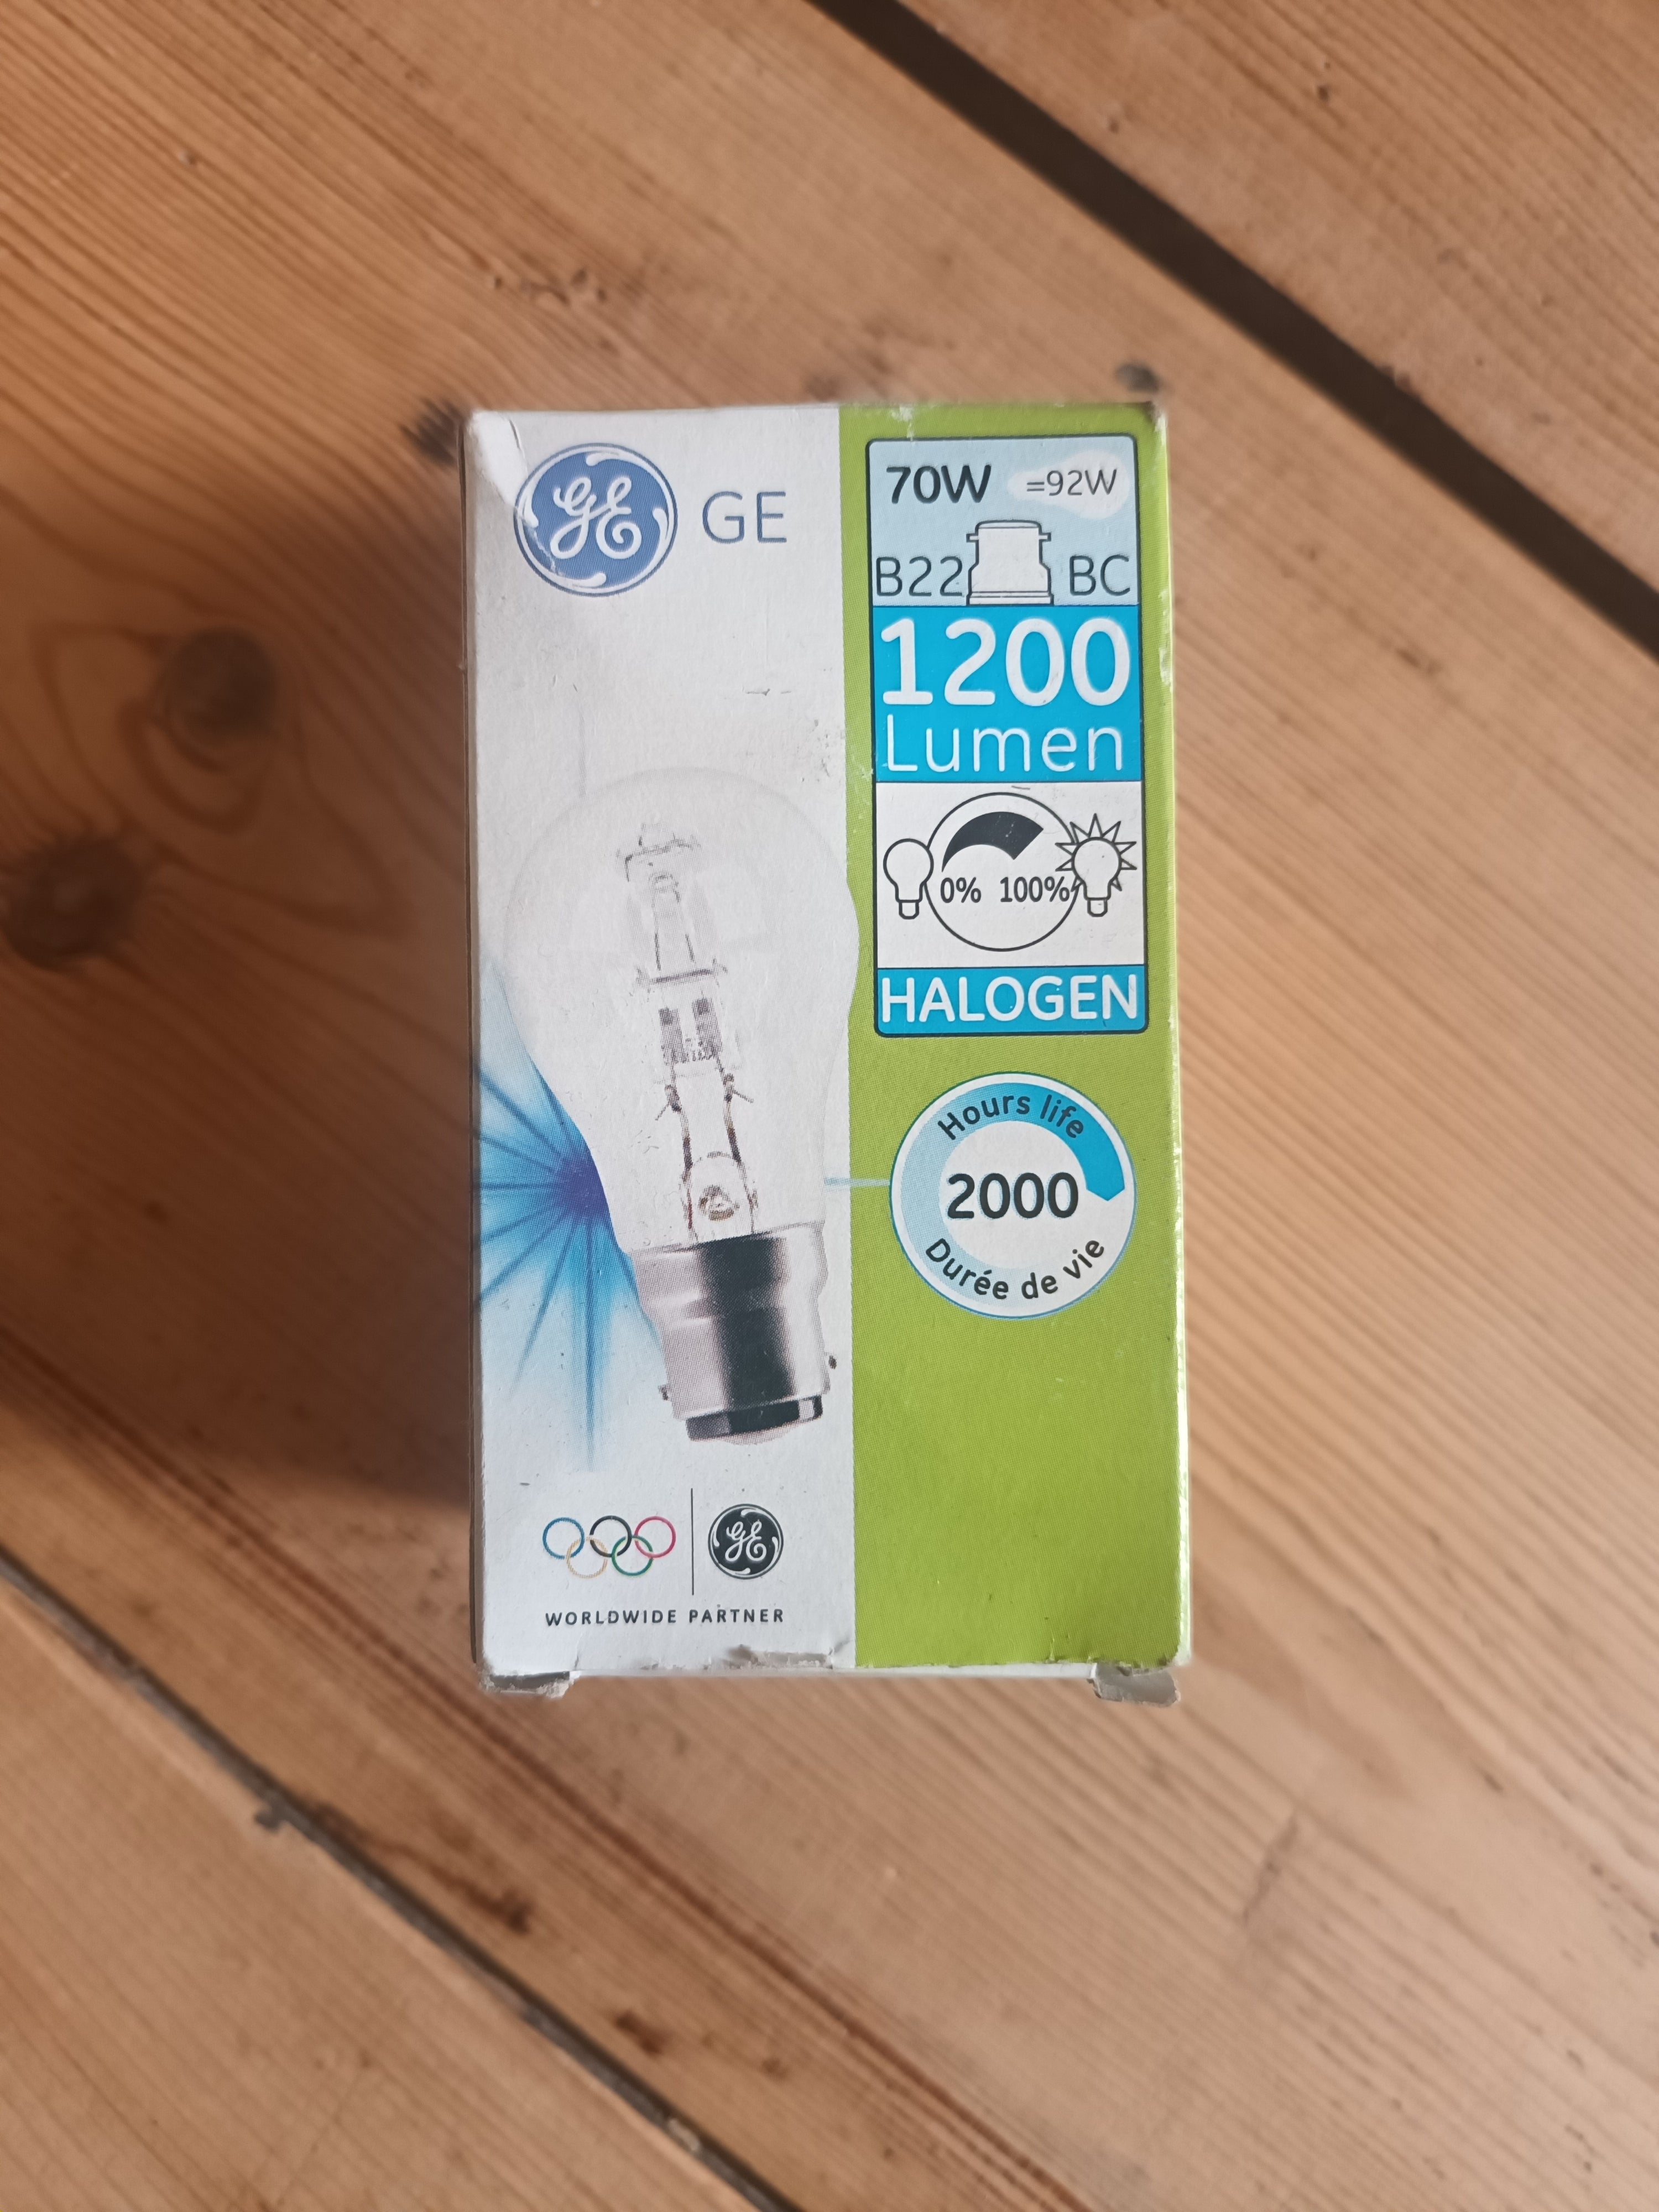 GE GE
70W =92W
B22 BC
1200
Lumen
0% 100%
HALOGEN
Hours life
2000
Durée de vie
GE
WORLDWIDE PARTNER